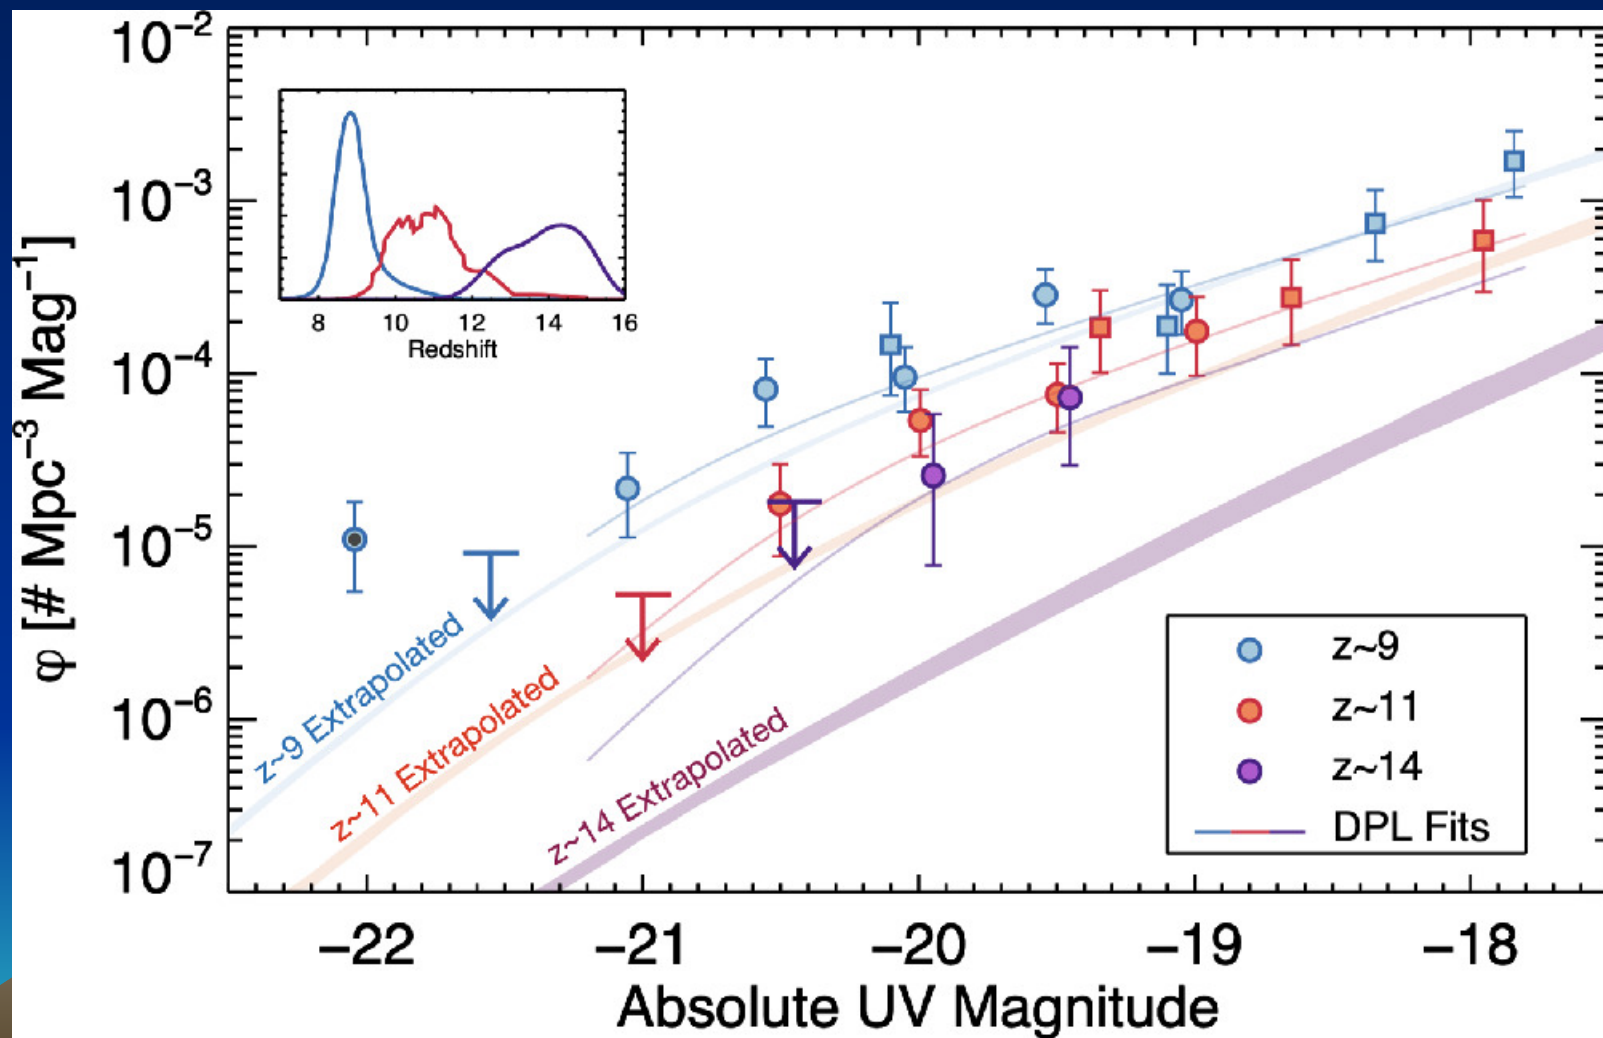 10⁻²
10⁻³
10⁻⁴
10⁻⁵
10⁻⁶
10⁻⁷
φ [# Mpc⁻³ Mag⁻¹]
8 10 12 14 16
Redshift
z~9 Extrapolated
z~11 Extrapolated
z~14 Extrapolated
z~9
z~11
z~14
DPL Fits
−22 −21 −20 −19 −18
Absolute UV Magnitude